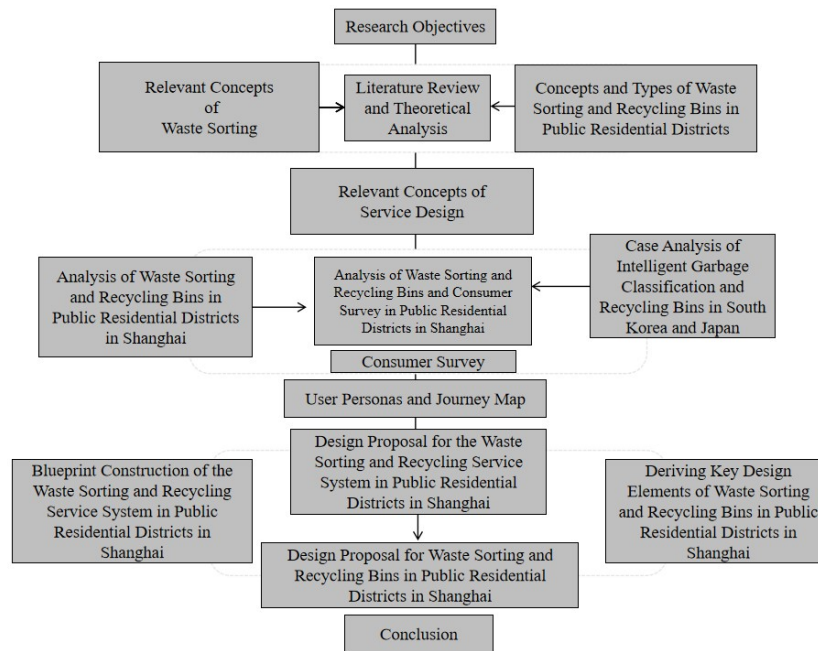 Research Objectives
Relevant Concepts
of
Waste Sorting
Literature Review
and Theoretical
Analysis
Concepts and Types of Waste
Sorting and Recycling Bins in
Public Residential Districts
Relevant Concepts of
Service Design
Analysis of Waste Sorting
and Recycling Bins in
Public Residential Districts
in Shanghai
Analysis of Waste Sorting and
Recycling Bins and Consumer
Survey in Public Residential
Districts in Shanghai
Case Analysis of
Intelligent Garbage
Classification and
Recycling Bins in South
Korea and Japan
Consumer Survey
User Personas and Journey Map
Design Proposal for the Waste
Sorting and Recycling Service
System in Public Residential
Districts in Shanghai
Blueprint Construction of the
Waste Sorting and Recycling
Service System in Public
Residential Districts in
Shanghai
Deriving Key Design
Elements of Waste Sorting
and Recycling Bins in Public
Residential Districts in
Shanghai
Design Proposal for Waste Sorting and
Recycling Bins in Public Residential
Districts in Shanghai
Conclusion